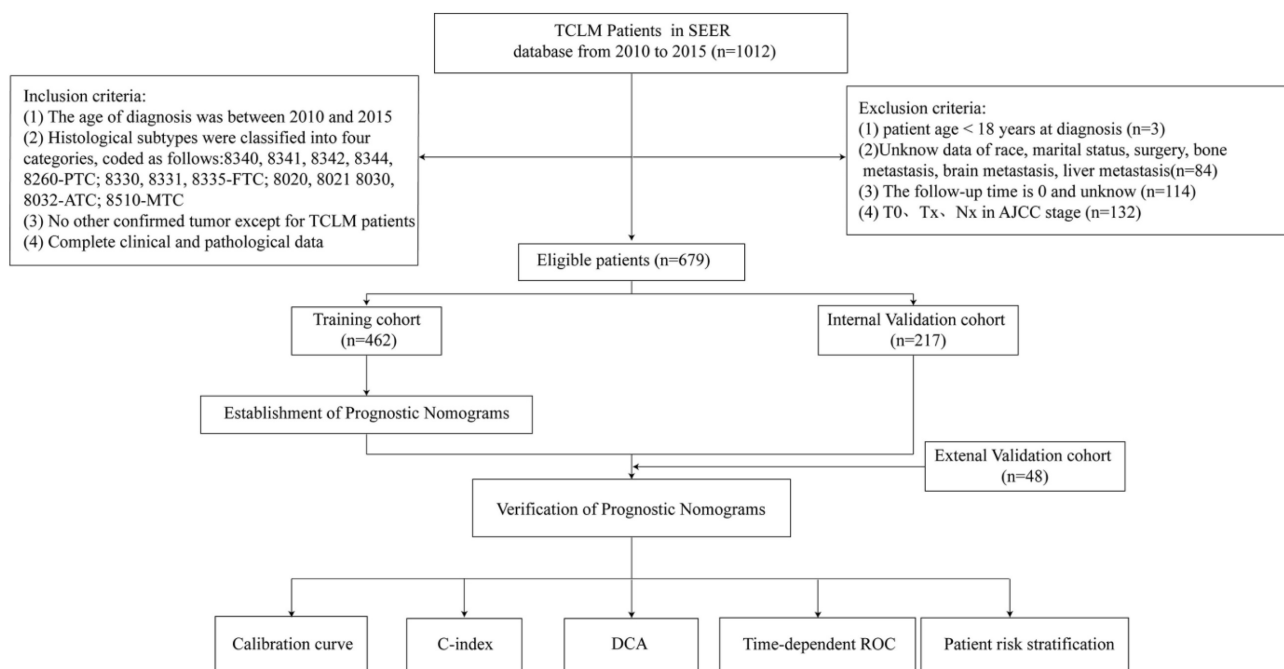 TCLM Patients in SEER
database from 2010 to 2015 (n=1012)
Inclusion criteria:
(1) The age of diagnosis was between 2010 and 2015
(2) Histological subtypes were classified into four
categories, coded as follows:8340, 8341, 8342, 8344,
8260-PTC; 8330, 8331, 8335-FTC; 8020, 8021 8030,
8032-ATC; 8510-MTC
(3) No other confirmed tumor except for TCLM patients
(4) Complete clinical and pathological data
Exclusion criteria:
(1) patient age < 18 years at diagnosis (n=3)
(2)Unknow data of race, marital status, surgery, bone
metastasis, brain metastasis, liver metastasis(n=84)
(3) The follow-up time is 0 and unknow (n=114)
(4) T0、Tx、Nx in AJCC stage (n=132)
Eligible patients (n=679)
Training cohort
(n=462)
Internal Validation cohort
(n=217)
Establishment of Prognostic Nomograms
Extenal Validation cohort
(n=48)
Verification of Prognostic Nomograms
Calibration curve
C-index
DCA
Time-dependent ROC
Patient risk stratification